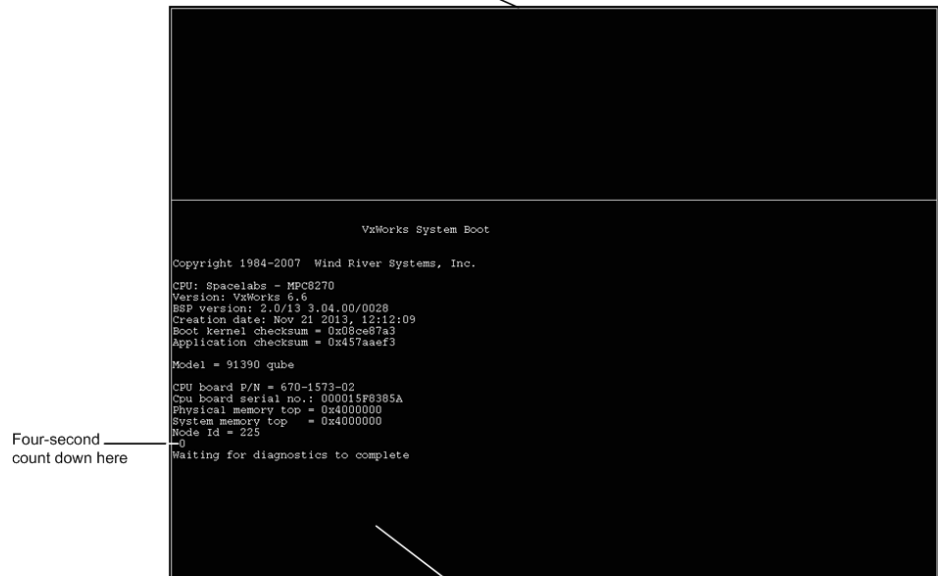 VxWorks System Boot
Copyright 1984-2007 Wind River Systems, Inc.
CPU: Spacelabs - MPC8270
Version: VxWorks 6.6
BSP version: 2.0/13 3.04.00/0028
Creation date: Nov 21 2013, 12:12:09
Boot kernel checksum = 0x08ce87a3
Application checksum = 0x457aaef3
Model = 91390 qube
CPU board P/N = 670-1573-02
Cpu board serial no.: 000015F8385A
Physical memory top = 0x4000000
System memory top = 0x4000000
Node Id = 225
0
Waiting for diagnostics to complete
Four-second
count down here